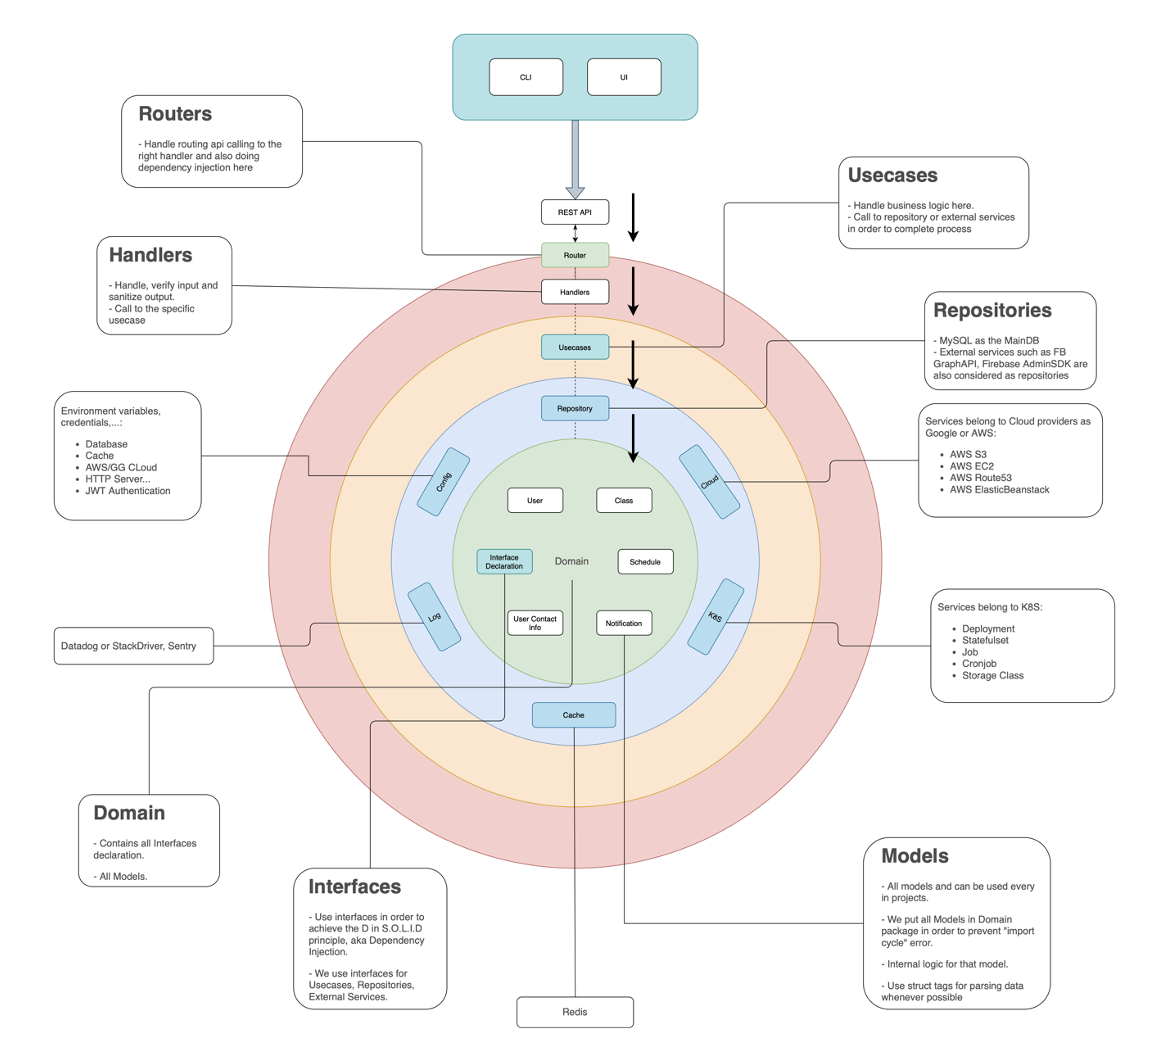 CLI
UI
Routers
- Handle routing api calling to the
right handler and also doing
dependency injection here
Usecases
- Handle business logic here.
- Call to repository or external services
in order to complete process
REST API
Router
Handlers
- Handle, verify input and
sanitize output.
- Call to the specific
usecase
Handlers
Repositories
- MySQL as the MainDB
- External services such as FB
GraphAPI, Firebase AdminSDK are
also considered as repositories
Usecases
Repository
Environment variables,
credentials,...:
• Database
• Cache
• AWS/GG CLoud
• HTTP Server...
• JWT Authentication
Services belong to Cloud providers as
Google or AWS:
• AWS S3
• AWS EC2
• AWS Route53
• AWS ElasticBeanstack
Config
Cloud
User
Class
Interface
Declaration
Domain
Schedule
User Contact
Info
Notification
Log
K8S
Datadog or StackDriver, Sentry
Services belong to K8S:
• Deployment
• Statefulset
• Job
• Cronjob
• Storage Class
Cache
Domain
- Contains all Interfaces
declaration.
- All Models.
Interfaces
- Use interfaces in order to
achieve the D in S.O.L.I.D
principle, aka Dependency
Injection.
- We use interfaces for
Usecases, Repositories,
External Services.
Models
- All models and can be used every
in projects.
- We put all Models in Domain
package in order to prevent "import
cycle" error.
- Internal logic for that model.
- Use struct tags for parsing data
whenever possible
Redis